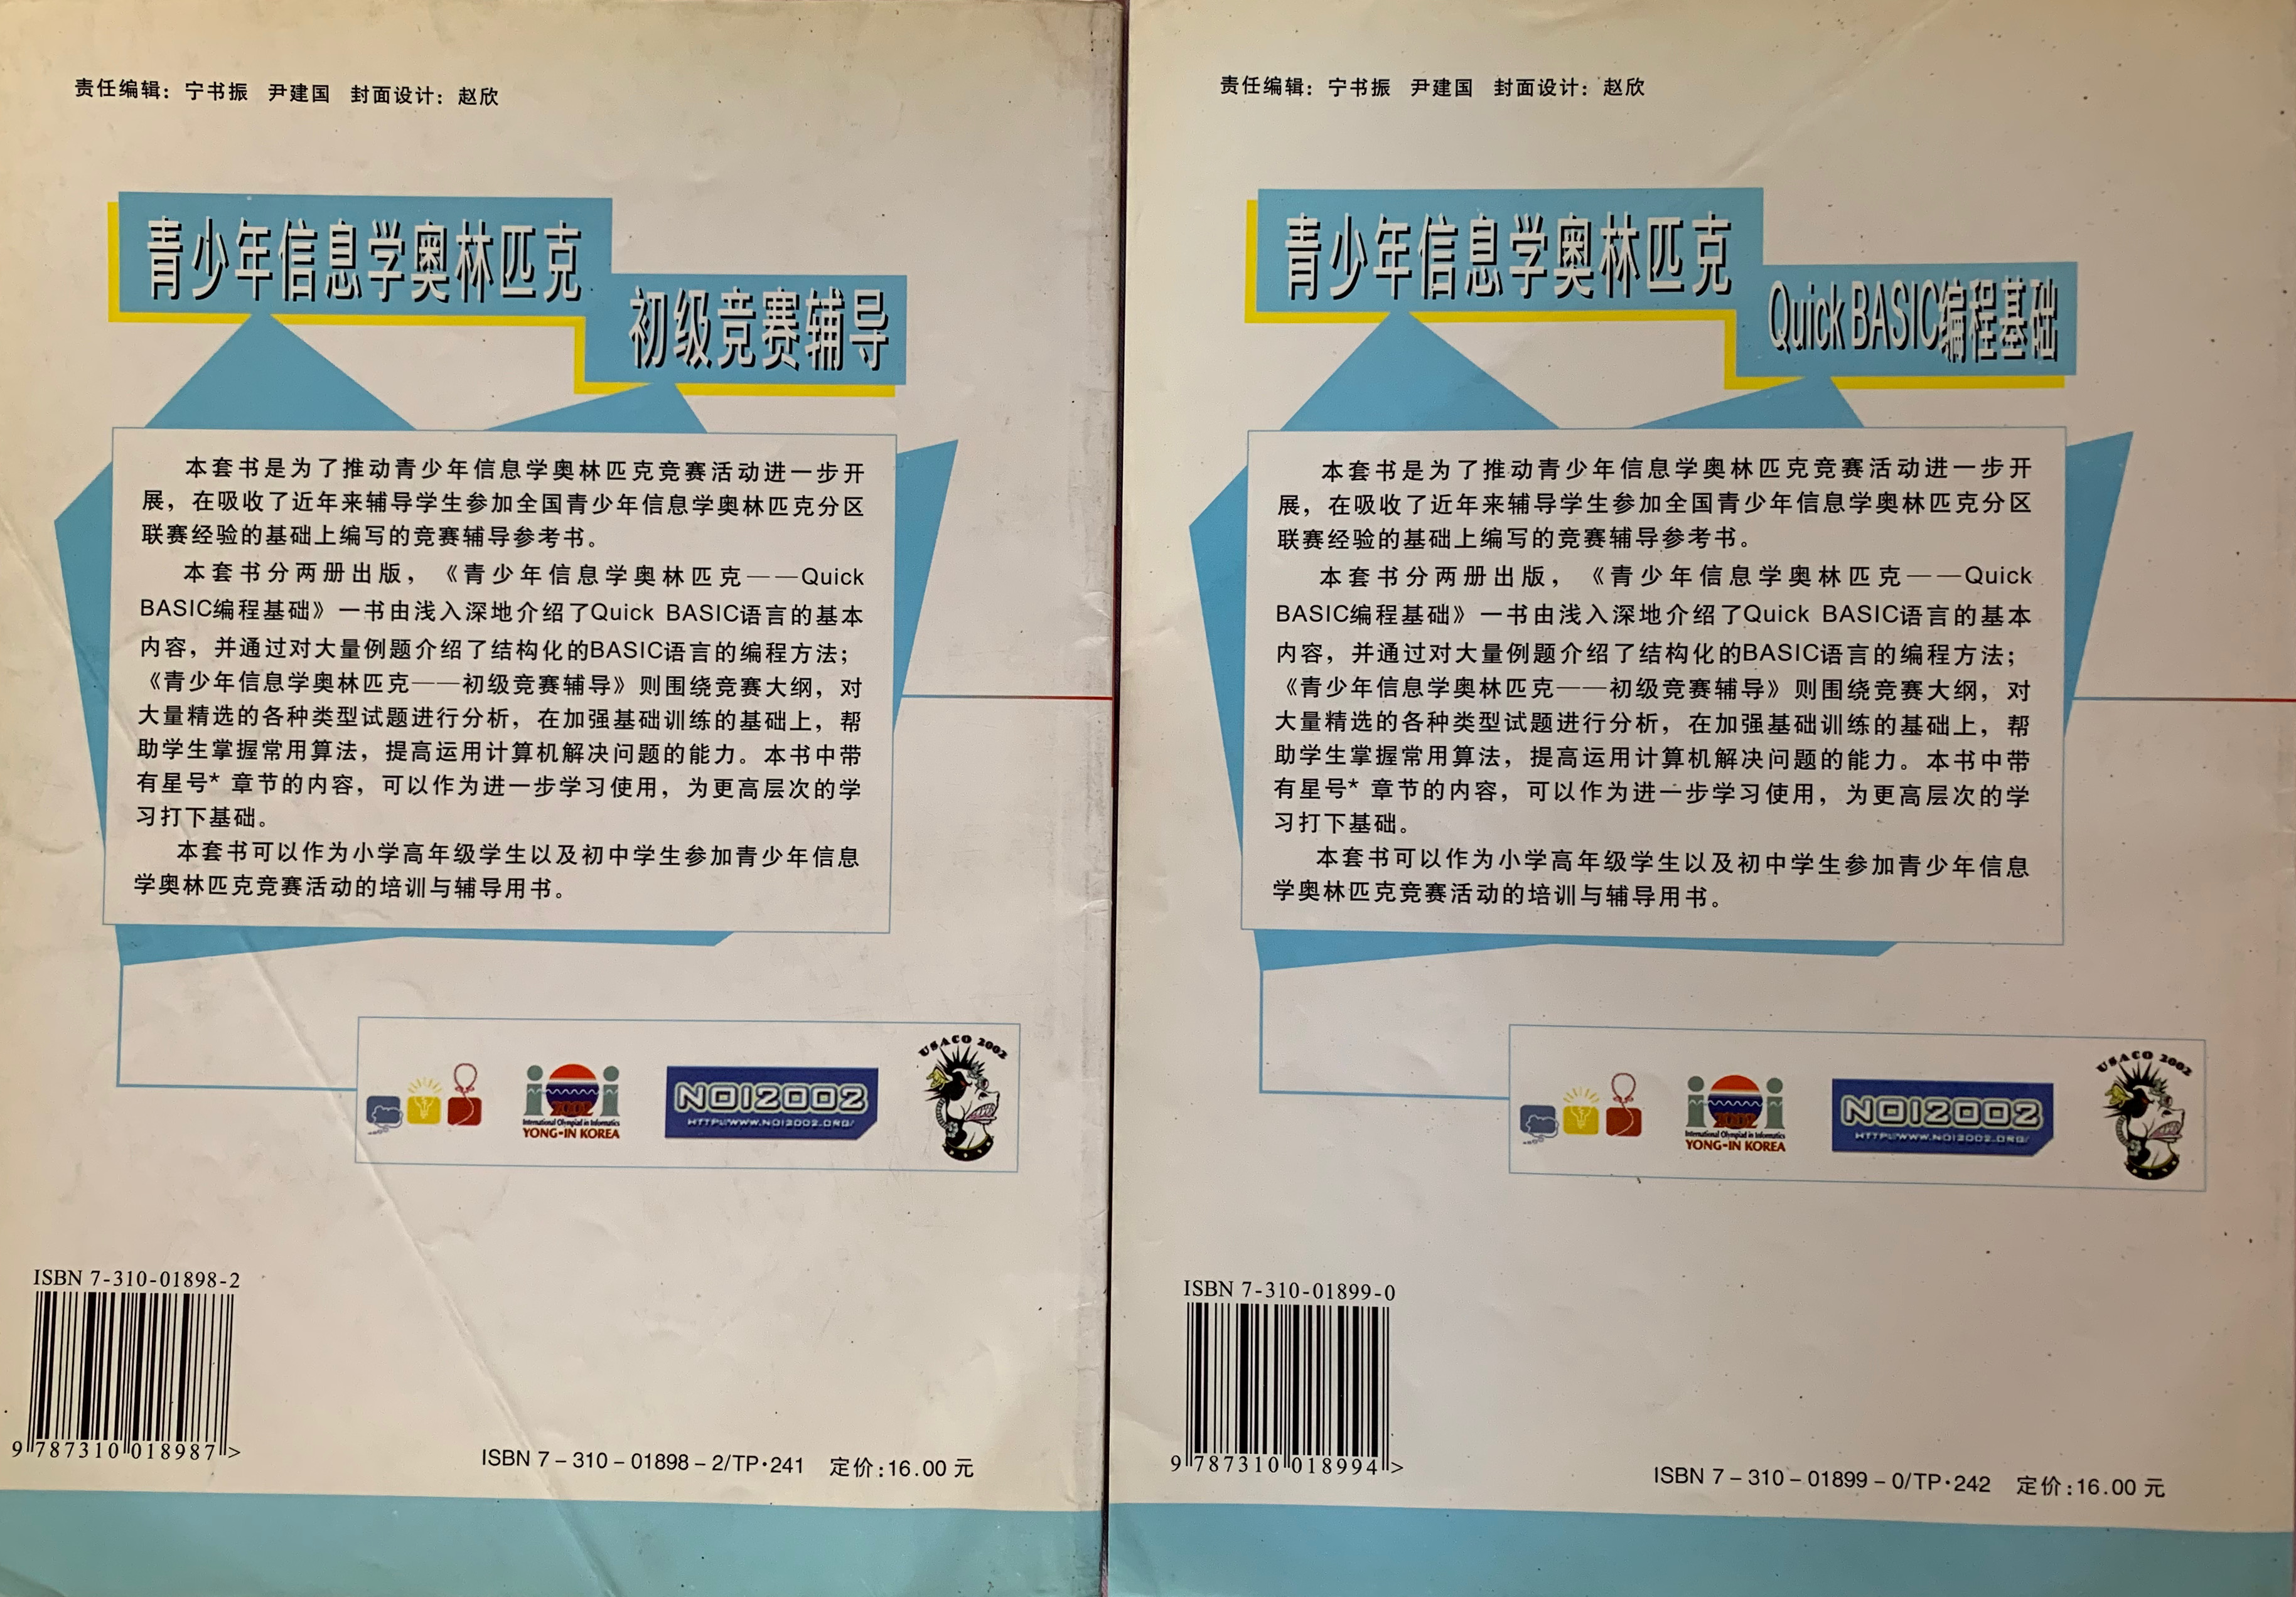 责任编辑：宁书振 尹建国 封面设计：赵欣
青少年信息学奥林匹克
初级竞赛辅导
本套书是为了推动青少年信息学奥林匹克竞赛活动进一步开
展，在吸收了近年来辅导学生参加全国青少年信息学奥林匹克分区
联赛经验的基础上编写的竞赛辅导参考书。
本套书分两册出版，《青少年信息学奥林匹克——Quick
BASIC编程基础》一书由浅入深地介绍了Quick BASIC语言的基本
内容，并通过对大量例题介绍了结构化的BASIC语言的编程方法；
《青少年信息学奥林匹克——初级竞赛辅导》则围绕竞赛大纲，对
大量精选的各种类型试题进行分析，在加强基础训练的基础上，帮
助学生掌握常用算法，提高运用计算机解决问题的能力。本书中带
有星号* 章节的内容，可以作为进一步学习使用，为更高层次的学
习打下基础。
本套书可以作为小学高年级学生以及初中学生参加青少年信息
学奥林匹克竞赛活动的培训与辅导用书。
ioi
2002
International Olympiad in Informatics
YONG-IN KOREA
NOI2002
HTTP://WWW.NOI2002.ORG/
USACO 2002
ISBN 7-310-01898-2
9 787310 018987 >
ISBN 7－310－01898－2/TP·241 定价：16.00 元
责任编辑：宁书振 尹建国 封面设计：赵欣
青少年信息学奥林匹克
Quick BASIC编程基础
本套书是为了推动青少年信息学奥林匹克竞赛活动进一步开
展，在吸收了近年来辅导学生参加全国青少年信息学奥林匹克分区
联赛经验的基础上编写的竞赛辅导参考书。
本套书分两册出版，《青少年信息学奥林匹克——Quick
BASIC编程基础》一书由浅入深地介绍了Quick BASIC语言的基本
内容，并通过对大量例题介绍了结构化的BASIC语言的编程方法；
《青少年信息学奥林匹克——初级竞赛辅导》则围绕竞赛大纲，对
大量精选的各种类型试题进行分析，在加强基础训练的基础上，帮
助学生掌握常用算法，提高运用计算机解决问题的能力。本书中带
有星号* 章节的内容，可以作为进一步学习使用，为更高层次的学
习打下基础。
本套书可以作为小学高年级学生以及初中学生参加青少年信息
学奥林匹克竞赛活动的培训与辅导用书。
ioi
2002
International Olympiad in Informatics
YONG-IN KOREA
NOI2002
HTTP://WWW.NOI2002.ORG/
USACO 2002
ISBN 7-310-01899-0
9 787310 018994 >
ISBN 7－310－01899－0/TP·242 定价：16.00 元